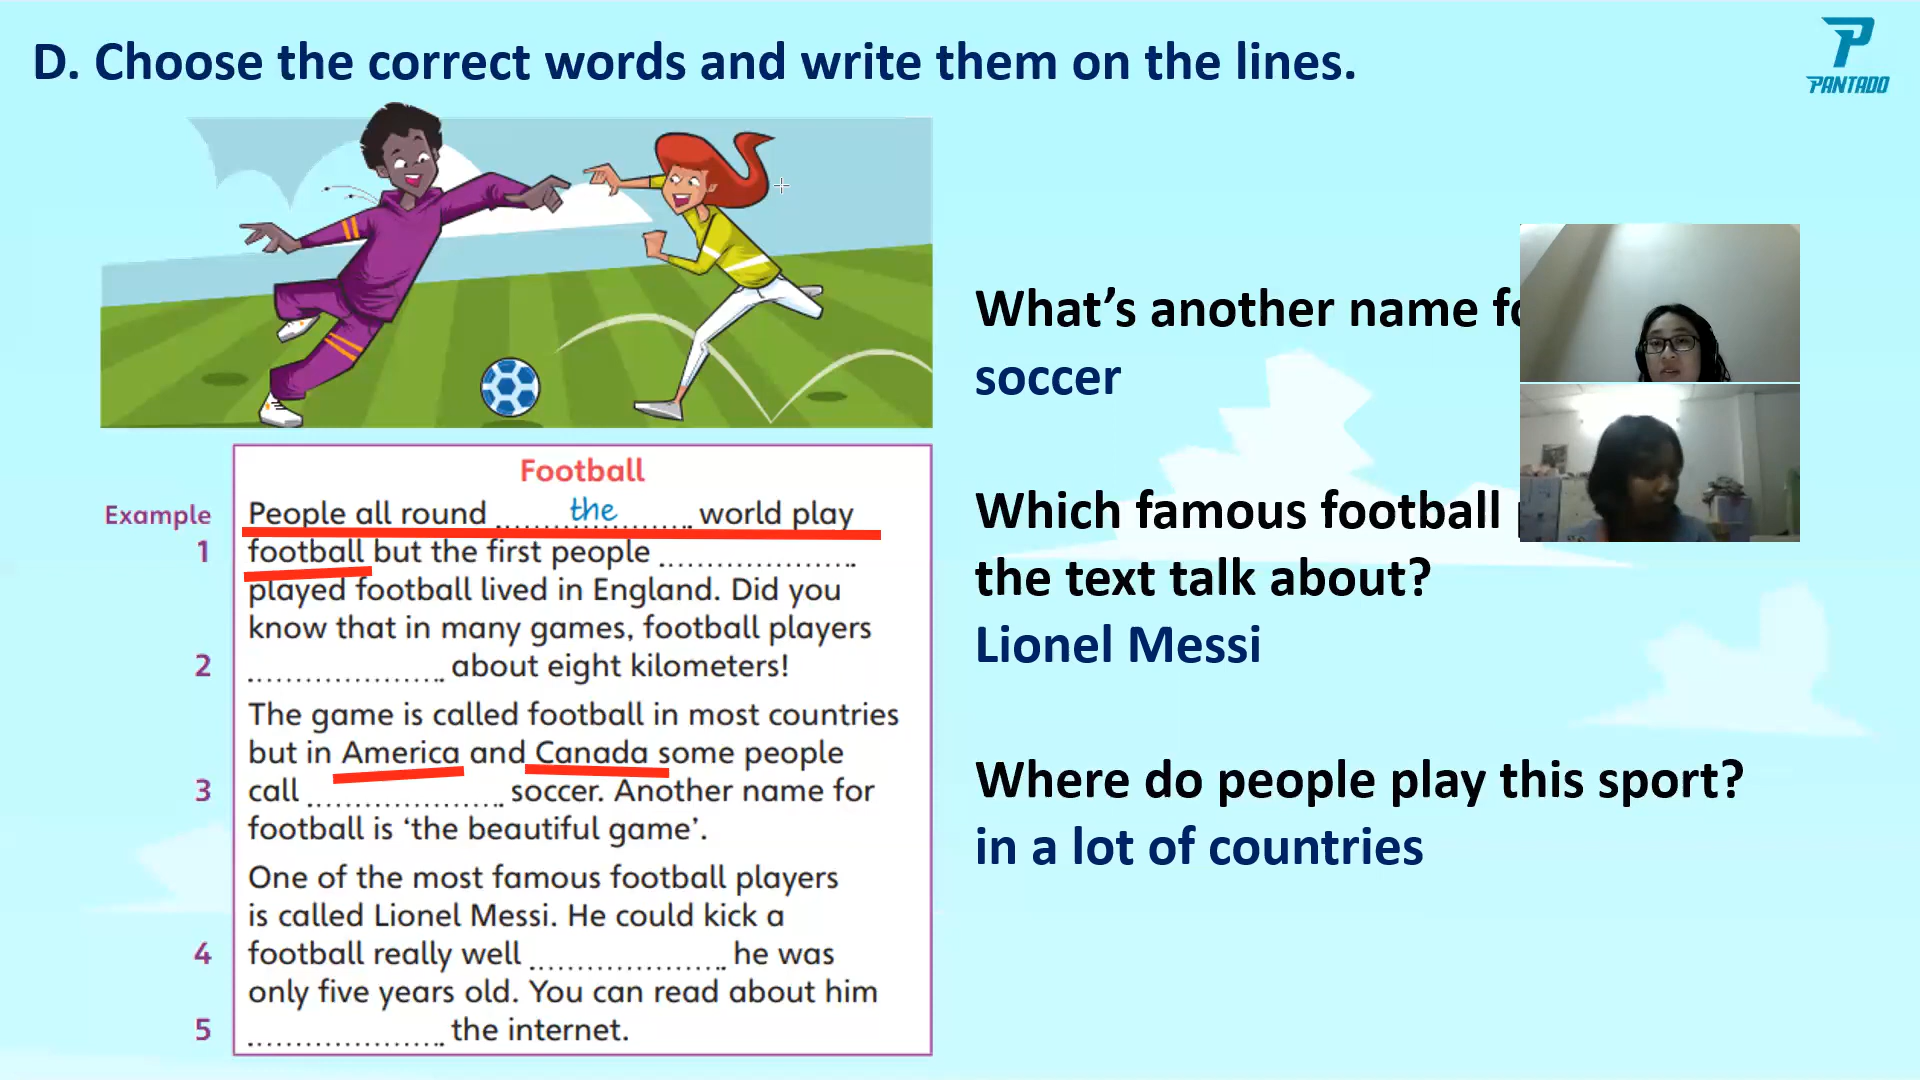 D. Choose the correct words and write them on the lines.
PANTADO
Football
Example People all round the world play
1 football but the first people
played football lived in England. Did you
know that in many games, football players
2 about eight kilometers!
The game is called football in most countries
but in America and Canada some people
3 call soccer. Another name for
football is ‘the beautiful game’.
One of the most famous football players
is called Lionel Messi. He could kick a
4 football really well he was
only five years old. You can read about him
5 the internet.
What’s another name
soccer
Which famous football
the text talk about?
Lionel Messi
Where do people play this sport?
in a lot of countries